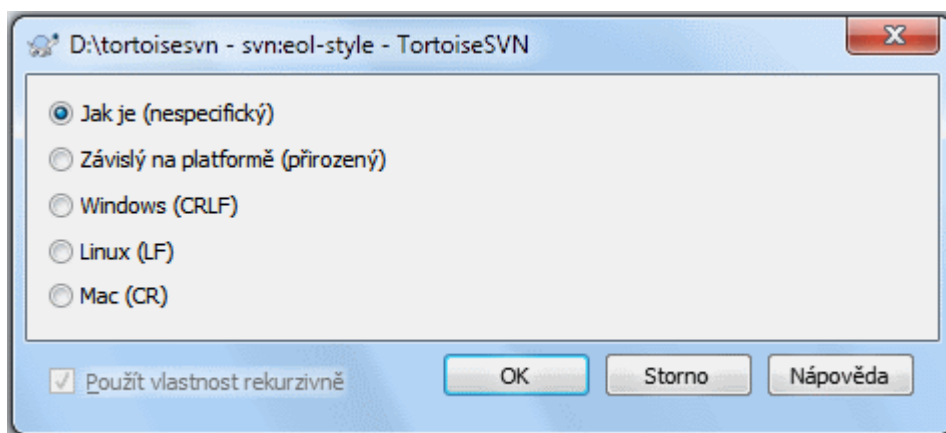 D:\tortoisesvn - svn:eol-style - TortoiseSVN
Jak je (nespecifický)
Závislý na platformě (přirozený)
Windows (CRLF)
Linux (LF)
Mac (CR)
Použít vlastnost rekurzivně OK Storno Nápověda